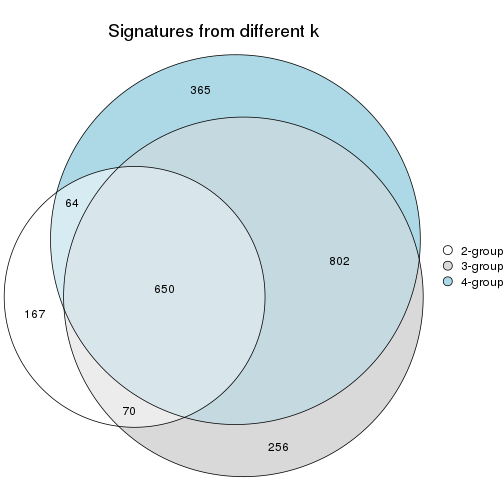 Signatures from different k
365
64
802
650
167
70
256
2-group
3-group
4-group